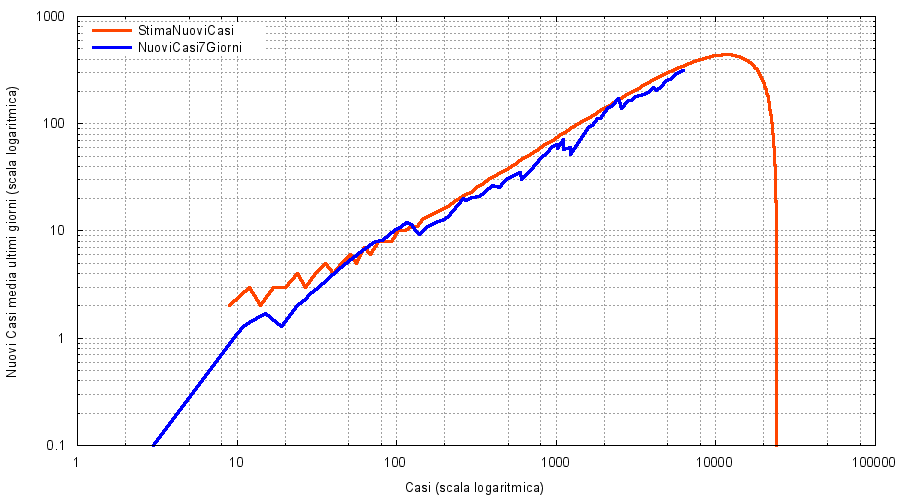 1000
100
10
1
0.1
Nuovi Casi media ultimi giorni (scala logaritmica)
StimaNuoviCasi
NuoviCasi7Giorni
1 10 100 1000 10000 100000
Casi (scala logaritmica)